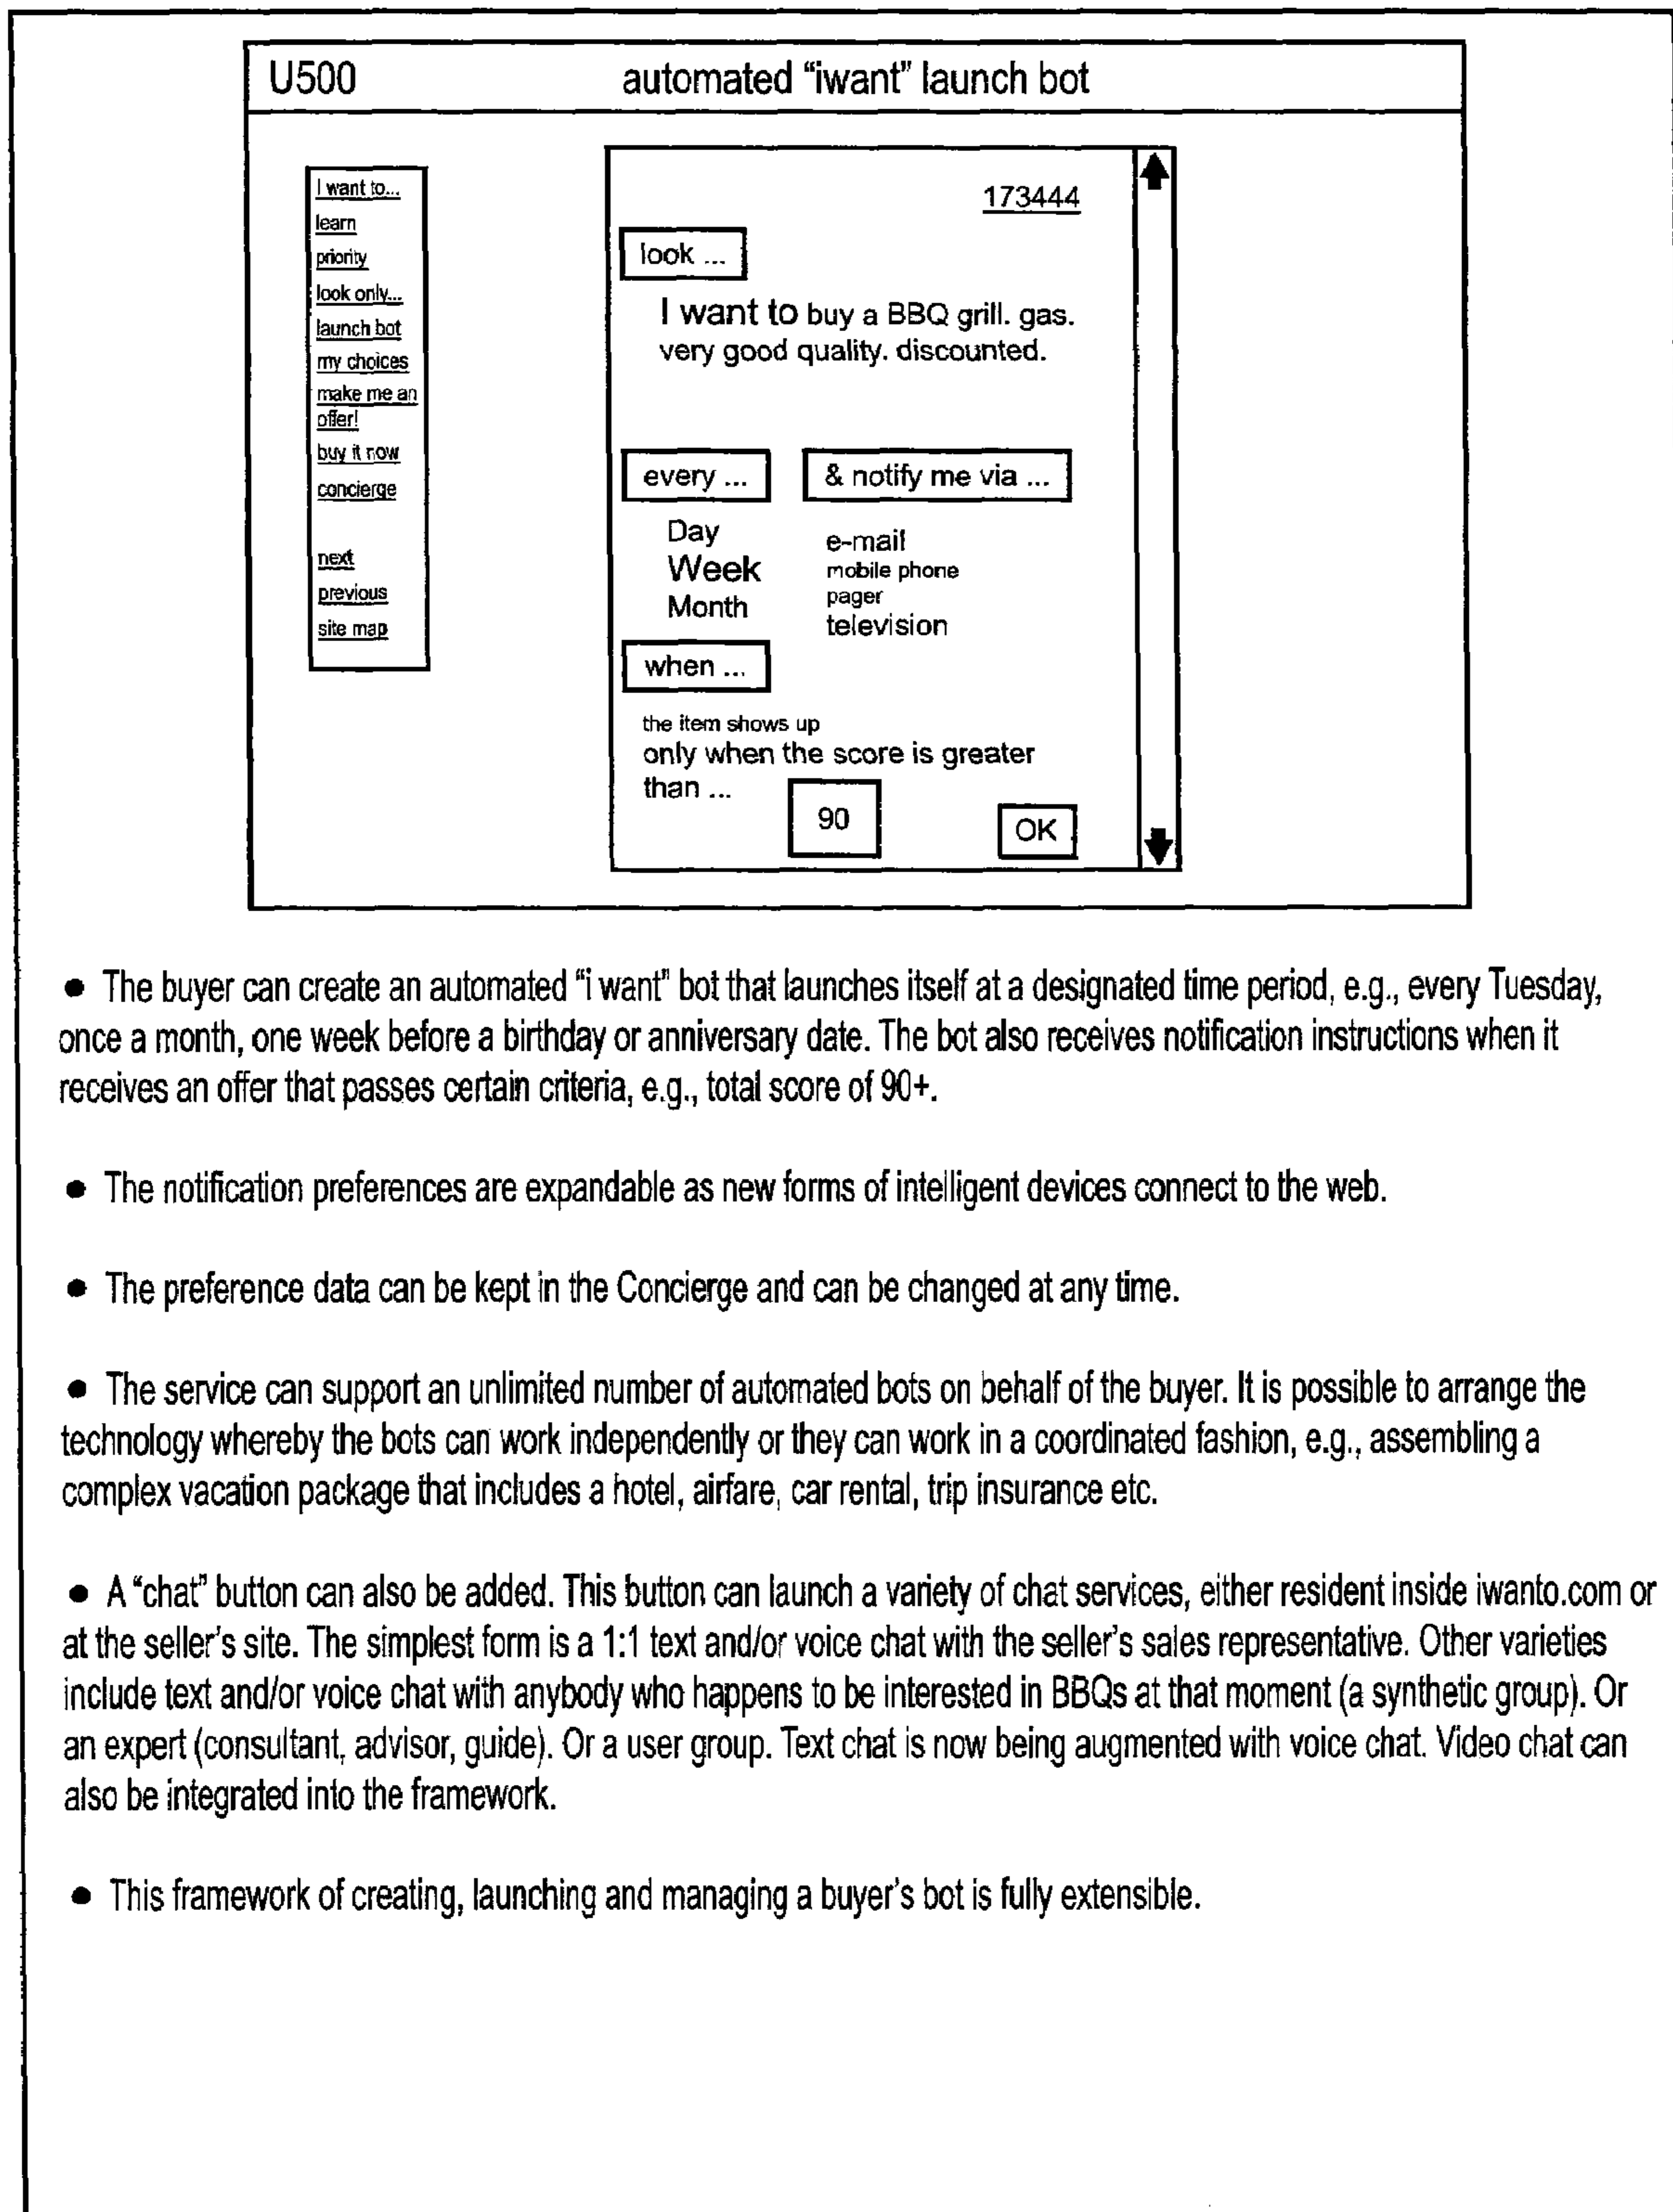 U500 automated “iwant” launch bot
I want to...
learn
priority
look only...
launch bot
my choices
make me an
offer!
buy it now
concierge
next
previous
site map
173444
look ...
I want to buy a BBQ grill. gas.
very good quality. discounted.
every ... & notify me via ...
Day
Week
Month
e-mail
mobile phone
pager
television
when ...
the item shows up
only when the score is greater
than ...
90
OK
• The buyer can create an automated “i want” bot that launches itself at a designated time period, e.g., every Tuesday,
once a month, one week before a birthday or anniversary date. The bot also receives notification instructions when it
receives an offer that passes certain criteria, e.g., total score of 90+.
• The notification preferences are expandable as new forms of intelligent devices connect to the web.
• The preference data can be kept in the Concierge and can be changed at any time.
• The service can support an unlimited number of automated bots on behalf of the buyer. It is possible to arrange the
technology whereby the bots can work independently or they can work in a coordinated fashion, e.g., assembling a
complex vacation package that includes a hotel, airfare, car rental, trip insurance etc.
• A “chat” button can also be added. This button can launch a variety of chat services, either resident inside iwanto.com or
at the seller’s site. The simplest form is a 1:1 text and/or voice chat with the seller’s sales representative. Other varieties
include text and/or voice chat with anybody who happens to be interested in BBQs at that moment (a synthetic group). Or
an expert (consultant, advisor, guide). Or a user group. Text chat is now being augmented with voice chat. Video chat can
also be integrated into the framework.
• This framework of creating, launching and managing a buyer’s bot is fully extensible.